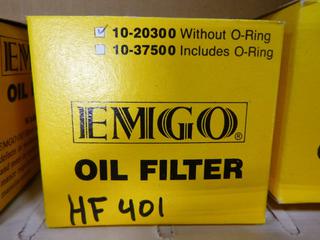 10-20300 Without O-Ring
10-37500 Includes O-Ring
EMGO®
OIL FILTER
HF 401